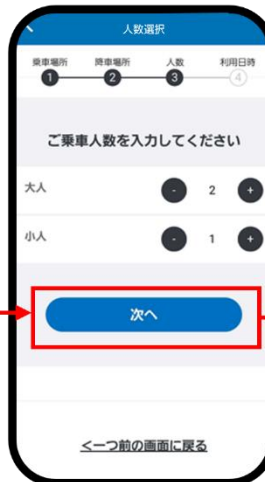 人数選択
乗車場所 降車場所 人数 利用日時
1 2 3 4
ご乗車人数を入力してください
大人 - 2 +
小人 - 1 +
次へ
<一つ前の画面に戻る